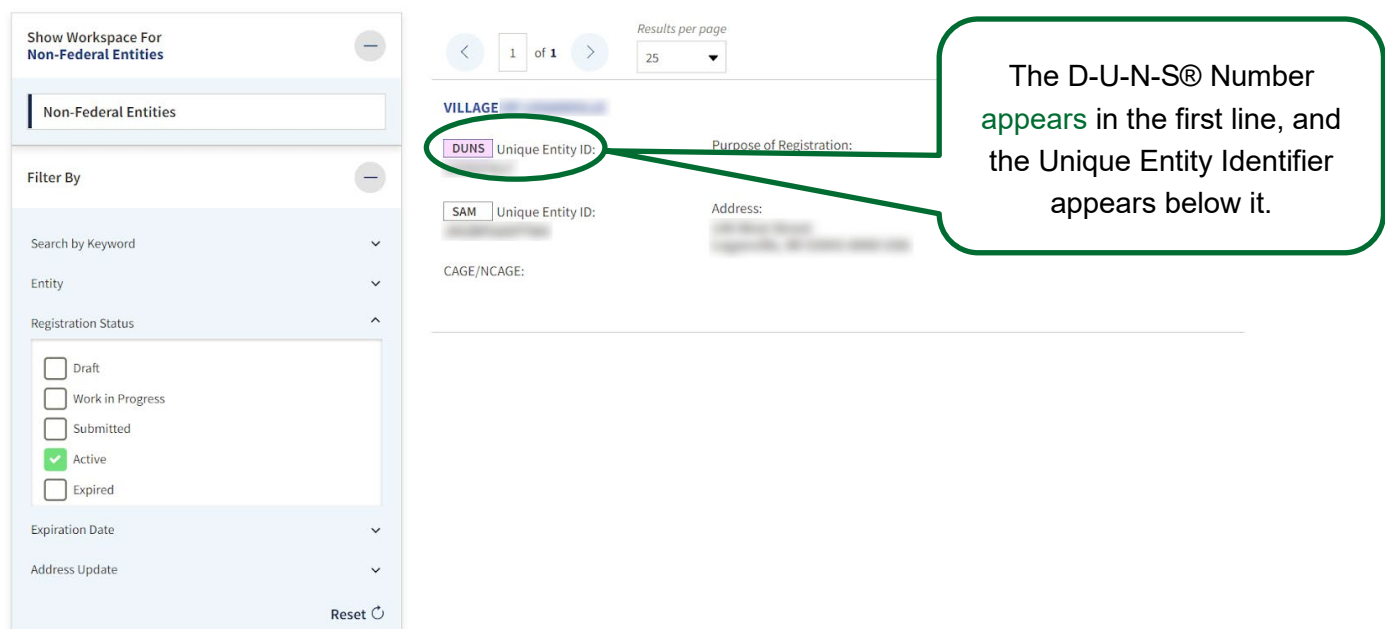 Show Workspace For
Non-Federal Entities
Non-Federal Entities
Filter By
Search by Keyword
Entity
Registration Status
Draft
Work in Progress
Submitted
Active
Expired
Expiration Date
Address Update
Reset
1 of 1
Results per page
25
VILLAGE
DUNS Unique Entity ID:
Purpose of Registration:
SAM Unique Entity ID:
Address:
CAGE/NCAGE:
The D-U-N-S® Number
appears in the first line, and
the Unique Entity Identifier
appears below it.